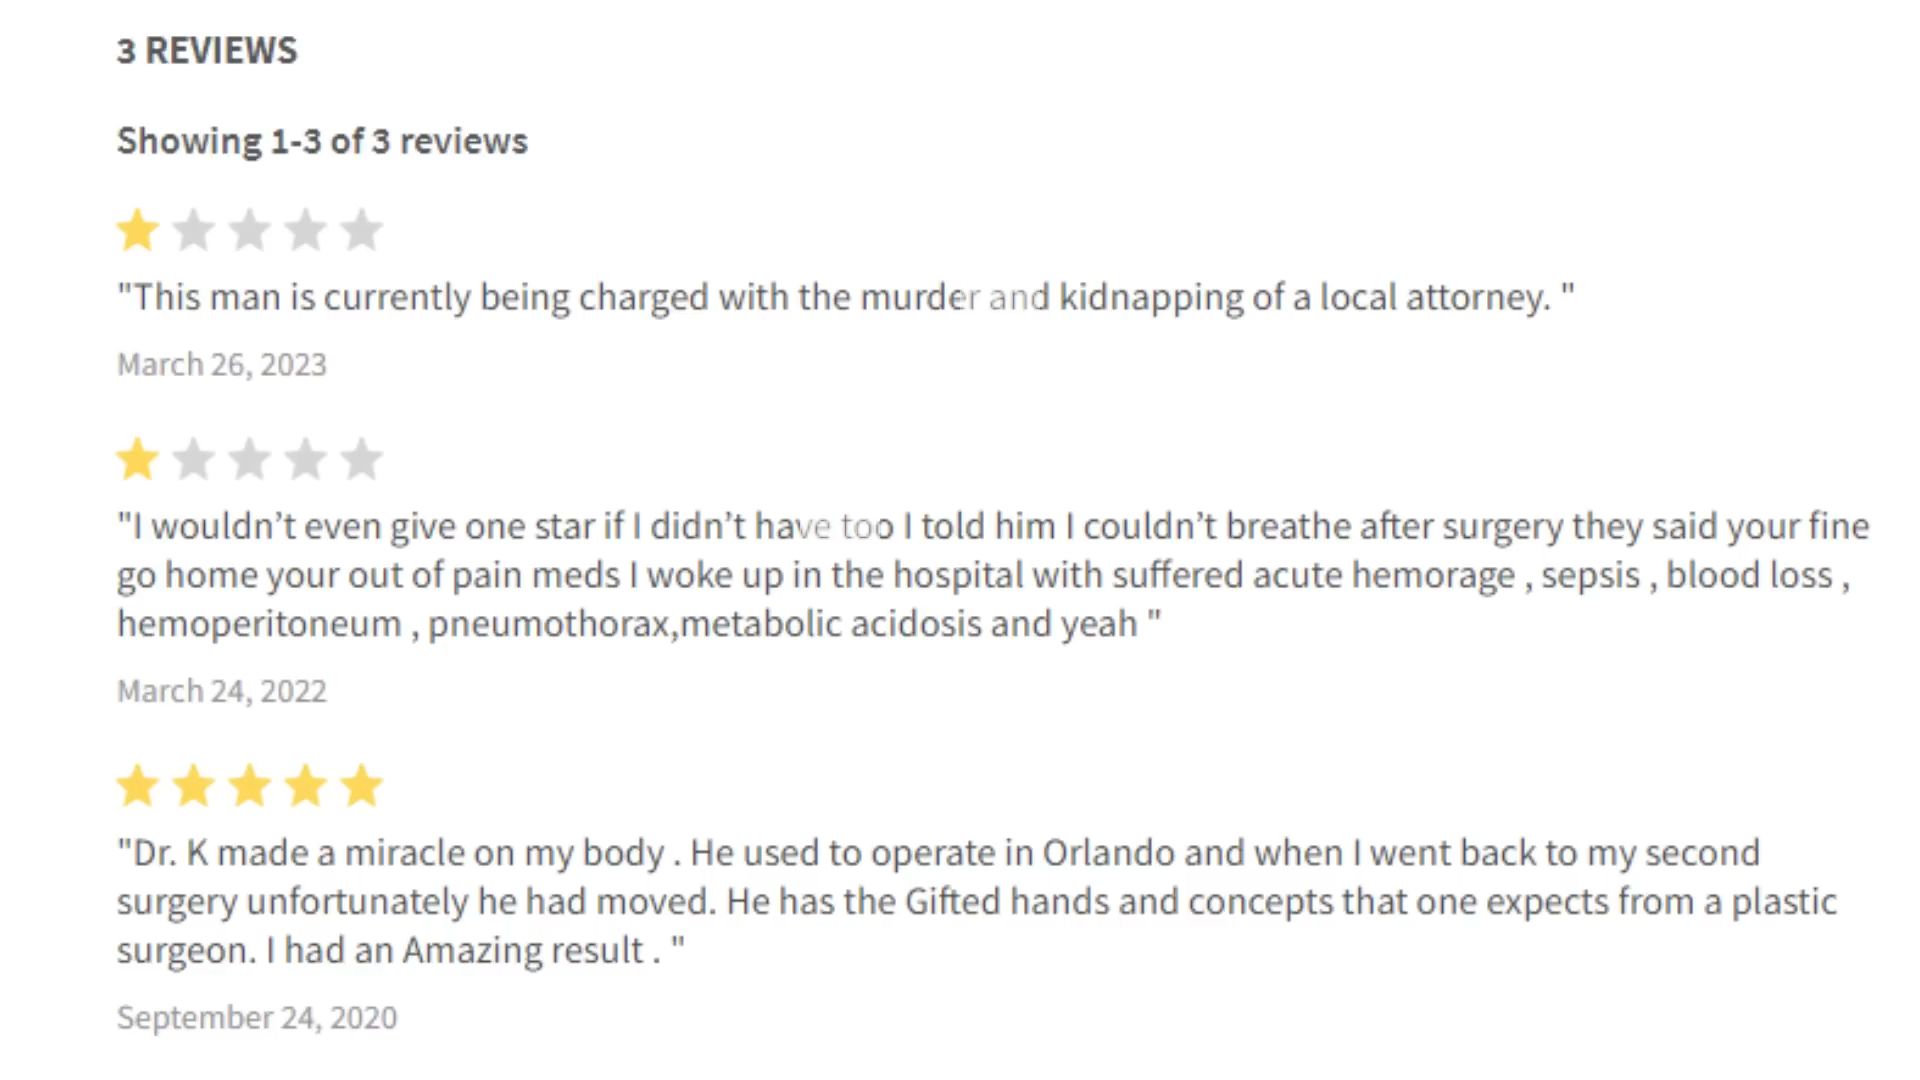 3 REVIEWS
Showing 1-3 of 3 reviews
"This man is currently being charged with the murder and kidnapping of a local attorney. "
March 26, 2023
"I wouldn’t even give one star if I didn’t have too I told him I couldn’t breathe after surgery they said your fine
go home your out of pain meds I woke up in the hospital with suffered acute hemorage , sepsis , blood loss ,
hemoperitoneum , pneumothorax,metabolic acidosis and yeah "
March 24, 2022
"Dr. K made a miracle on my body . He used to operate in Orlando and when I went back to my second
surgery unfortunately he had moved. He has the Gifted hands and concepts that one expects from a plastic
surgeon. I had an Amazing result . "
September 24, 2020